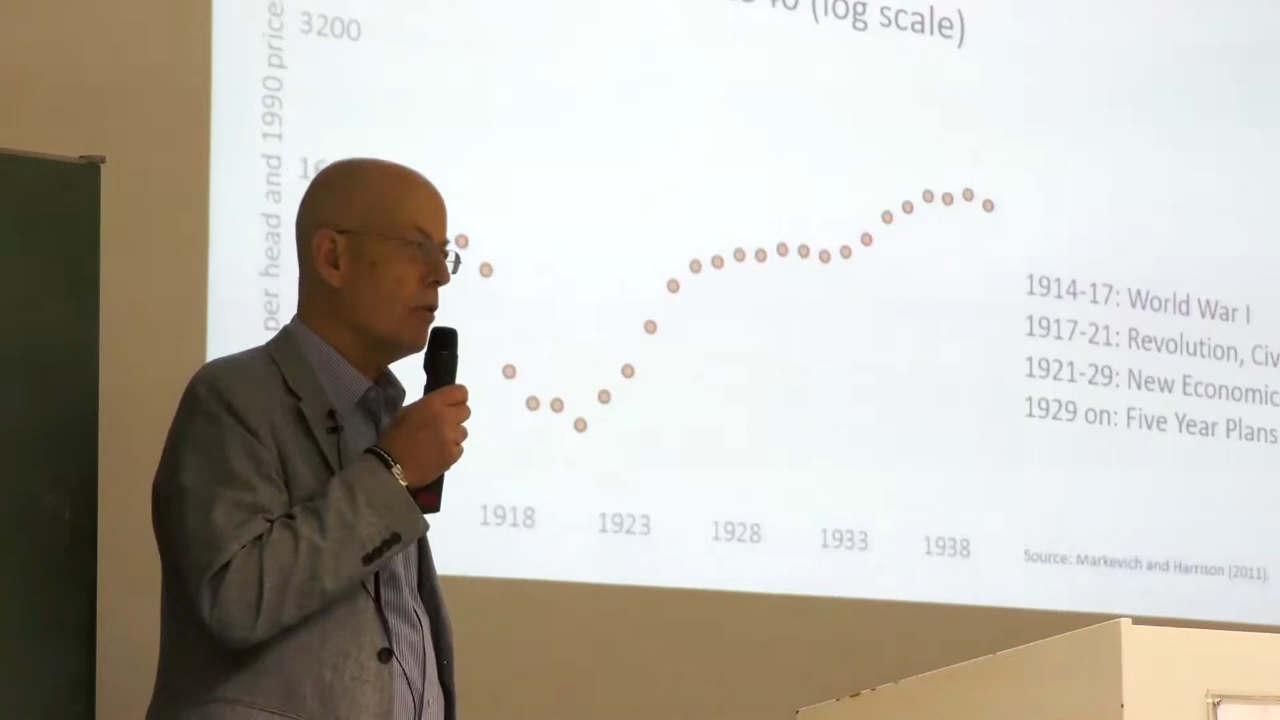 (log scale)
3200
per head and 1990 price
1914-17: World War I
1917-21: Revolution, Civ
1921-29: New Economic
1929 on: Five Year Plans
1918
1923
1928
1933
1938
Source: Markevich and Harrison (2011).